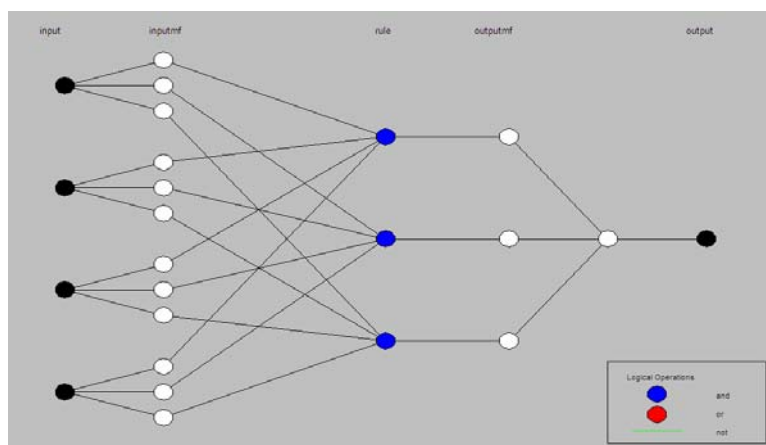 input inputmf rule outputmf output
Logical Operations
and
or
not